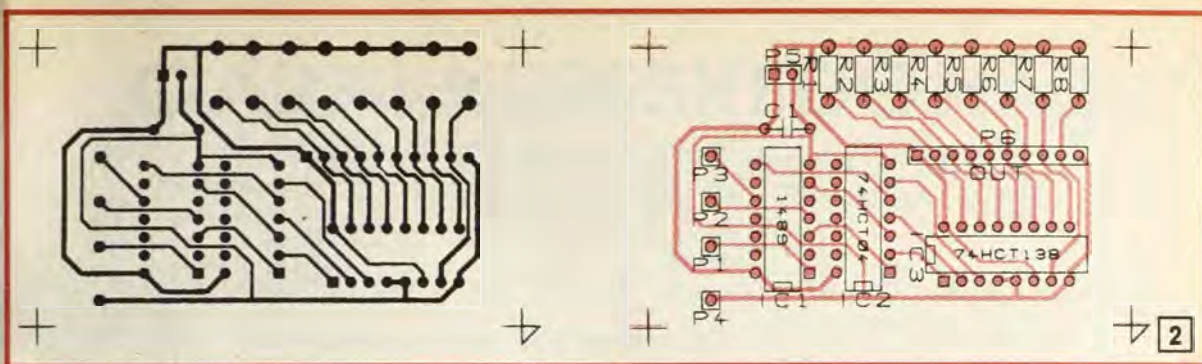 P5
R1 R2 R3 R4 R5 R6 R7 R8
C1
P6
OUT
P3
P2
P1
P4
1489
74HCT04
74HCT138
IC1
IC2
IC3
2